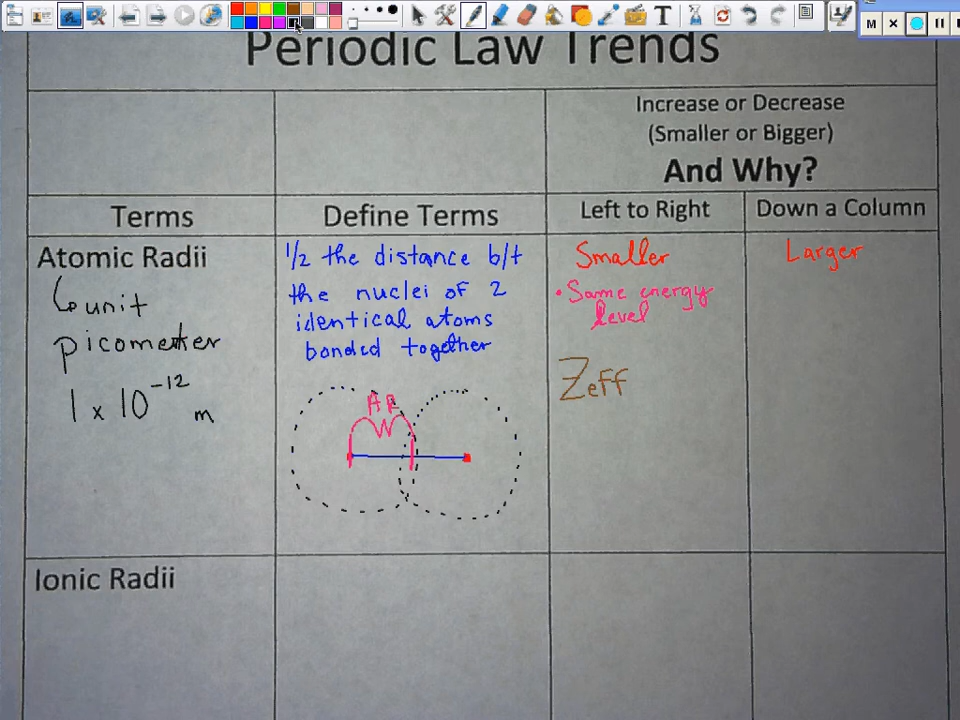 M
Periodic Law Trends
Increase or Decrease
(Smaller or Bigger)
And Why?
Terms
Define Terms
Left to Right
Down a Column
Atomic Radii
unit
picometer
1 x 10⁻¹² m
1/2 the distance b/t
the nuclei of 2
identical atoms
bonded together
AR
Smaller
• Same energy
level
Zeff
Larger
Ionic Radii